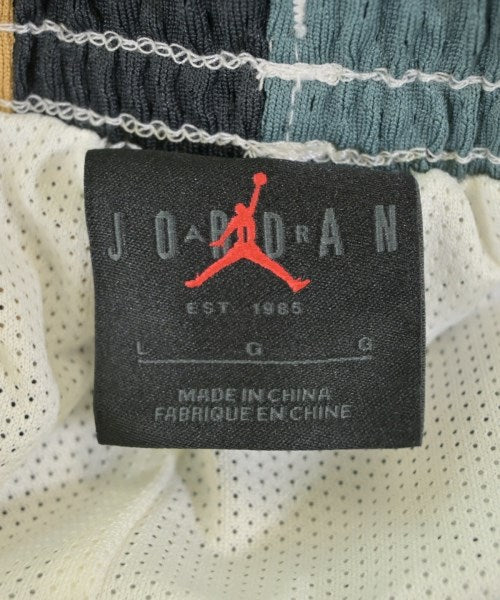 JORDAN
AIR
EST. 1985
L G G
MADE IN CHINA
FABRIQUE EN CHINE